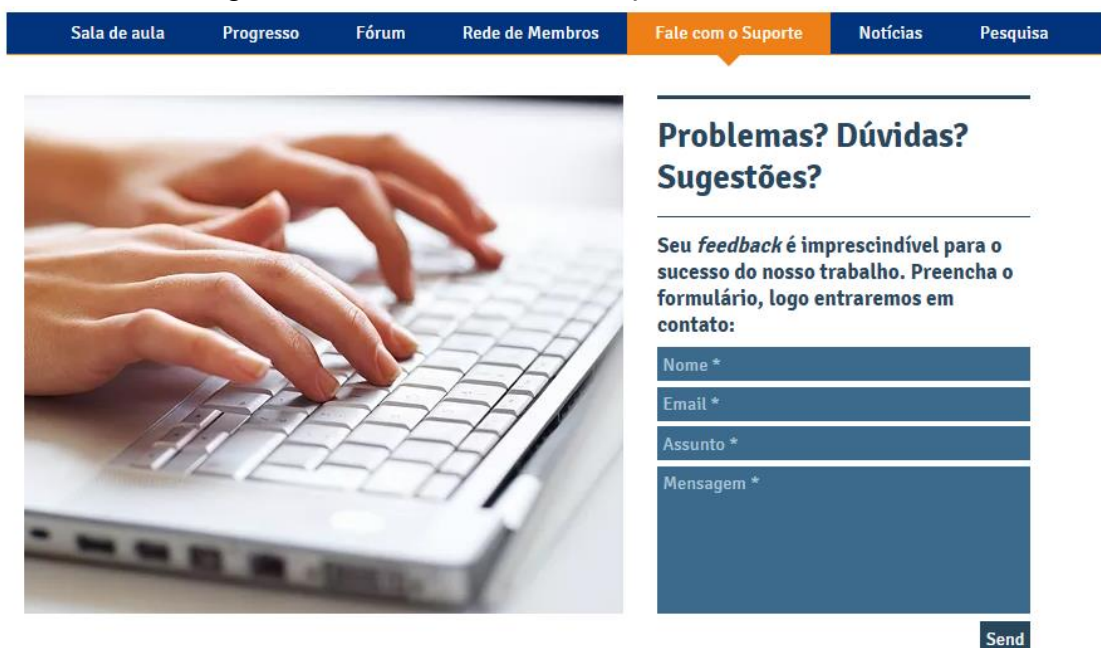 Sala de aula Progresso Fórum Rede de Membros Fale com o Suporte Notícias Pesquisa
Problemas? Dúvidas?
Sugestões?
Seu feedback é imprescindível para o
sucesso do nosso trabalho. Preencha o
formulário, logo entraremos em
contato:
Nome *
Email *
Assunto *
Mensagem *
Send